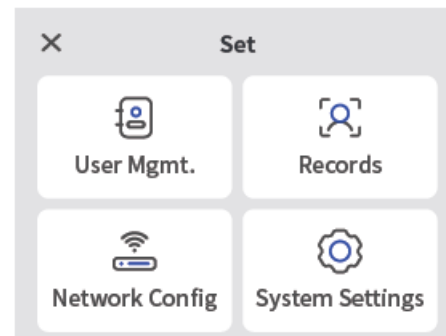 Set
User Mgmt.
Records
Network Config
System Settings